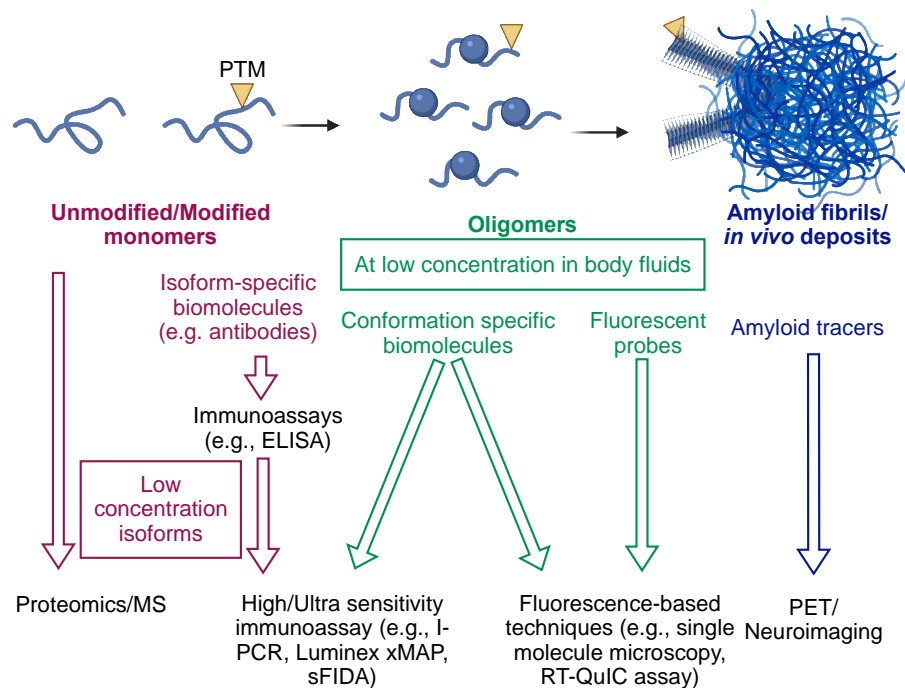 PTM
Unmodified/Modified
monomers
Oligomers
Amyloid fibrils/
in vivo deposits
At low concentration in body fluids
Isoform-specific
biomolecules
(e.g. antibodies)
Conformation specific
biomolecules
Fluorescent
probes
Amyloid tracers
Immunoassays
(e.g., ELISA)
Low
concentration
isoforms
Proteomics/MS
High/Ultra sensitivity
immunoassay (e.g., I-
PCR, Luminex xMAP,
sFIDA)
Fluorescence-based
techniques (e.g., single
molecule microscopy,
RT-QuIC assay)
PET/
Neuroimaging